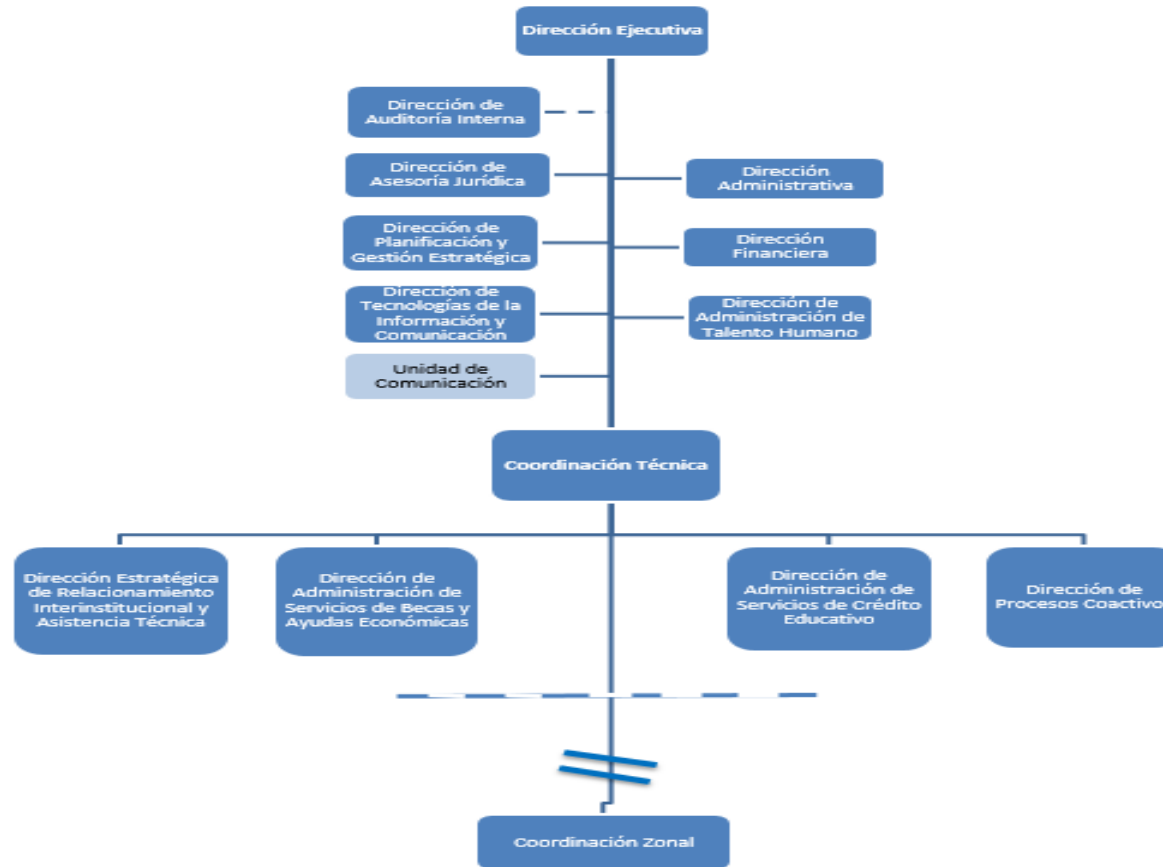 Dirección Ejecutiva
Dirección de
Auditoría Interna
Dirección de
Asesoría Jurídica
Dirección
Administrativa
Dirección de
Planificación y
Gestión Estratégica
Dirección
Financiera
Dirección de
Tecnologías de la
Información y
Comunicación
Dirección de
Administración de
Talento Humano
Unidad de
Comunicación
Coordinación Técnica
Dirección Estratégica
de Relacionamiento
Interinstitucional y
Asistencia Técnica
Dirección de
Administración de
Servicios de Becas y
Ayudas Económicas
Dirección de
Administración de
Servicios de Crédito
Educativo
Dirección de
Procesos Coactivo
Coordinación Zonal